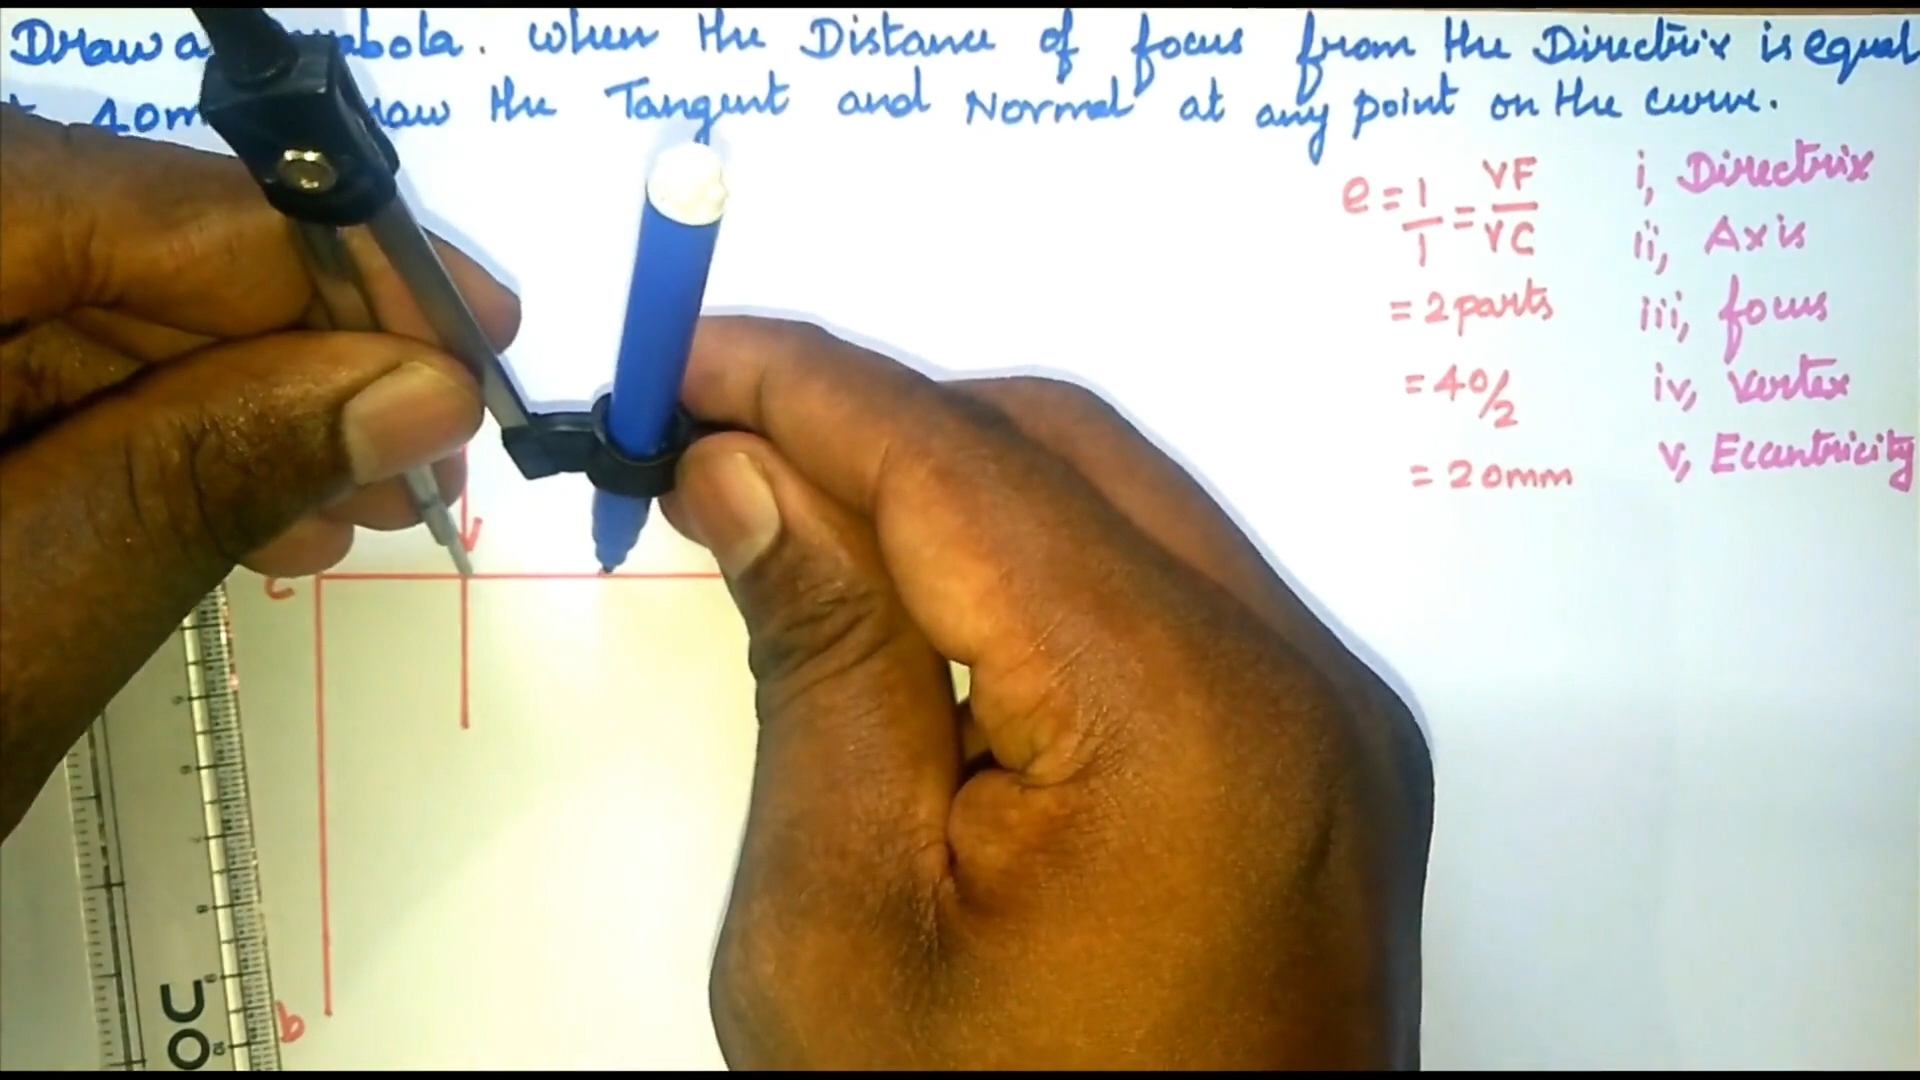 Draw a bola. When the Distance of focus from the Directrix is equal
40m aw the Tangent and Normal at any point on the curve.
e = 1/1 = VF/VC
= 2 parts
= 40/2
= 20mm
i, Directrix
ii, Axis
iii, focus
iv, Vertex
v, Eccentricity
V
C
b